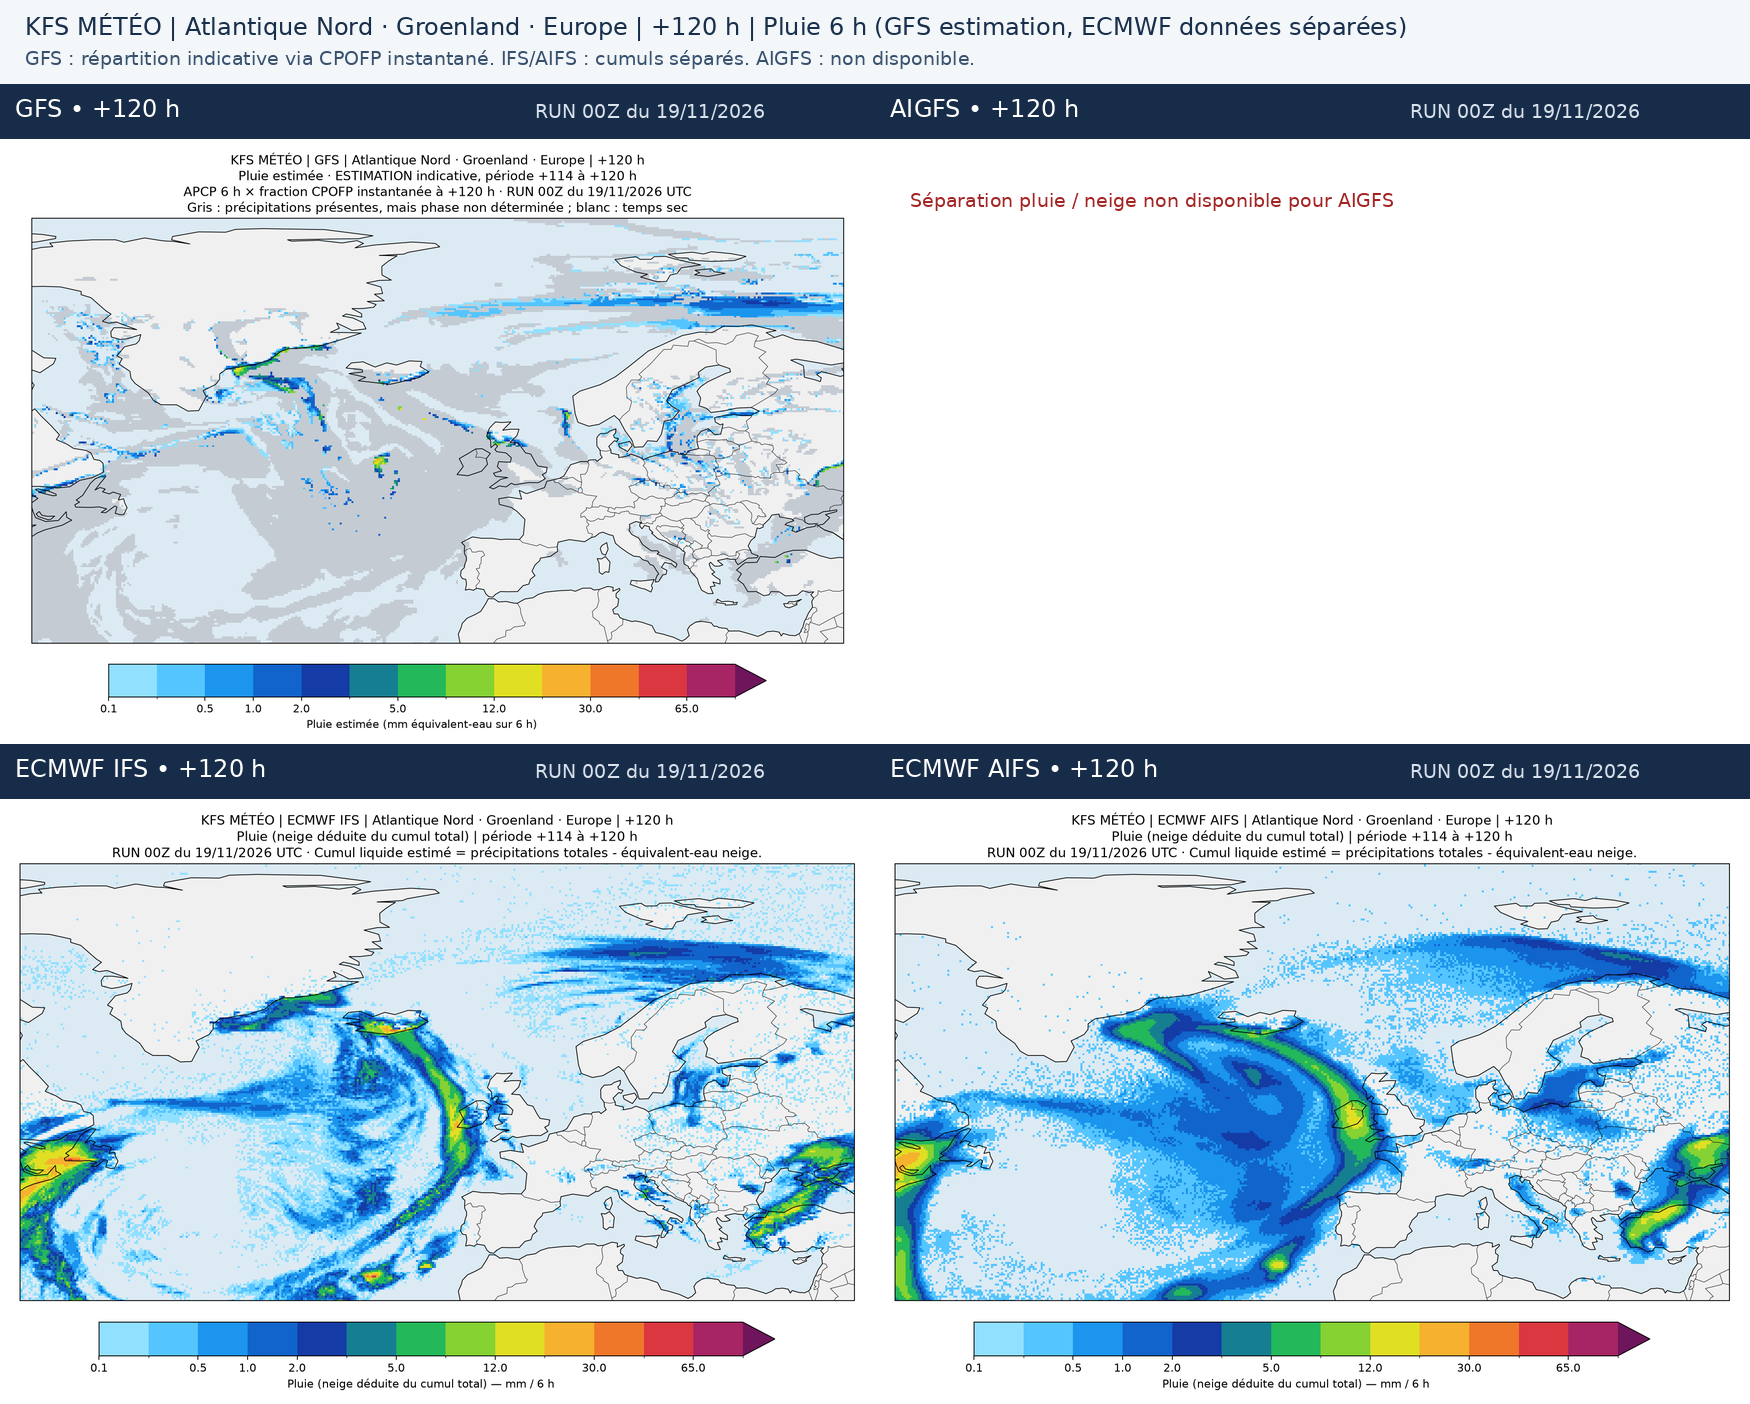 KFS MÉTÉO | Atlantique Nord · Groenland · Europe | +120 h | Pluie 6 h (GFS estimation, ECMWF données séparées)
GFS : répartition indicative via CPOFP instantané. IFS/AIFS : cumuls séparés. AIGFS : non disponible.
GFS • +120 h
RUN 00Z du 19/11/2026
AIGFS • +120 h
RUN 00Z du 19/11/2026
KFS MÉTÉO | GFS | Atlantique Nord · Groenland · Europe | +120 h
Pluie estimée · ESTIMATION indicative, période +114 à +120 h
APCP 6 h × fraction CPOFP instantanée à +120 h · RUN 00Z du 19/11/2026 UTC
Gris : précipitations présentes, mais phase non déterminée ; blanc : temps sec
Séparation pluie / neige non disponible pour AIGFS
0.1 0.5 1.0 2.0 5.0 12.0 30.0 65.0
Pluie estimée (mm équivalent-eau sur 6 h)
ECMWF IFS • +120 h
RUN 00Z du 19/11/2026
ECMWF AIFS • +120 h
RUN 00Z du 19/11/2026
KFS MÉTÉO | ECMWF IFS | Atlantique Nord · Groenland · Europe | +120 h
Pluie (neige déduite du cumul total) | période +114 à +120 h
RUN 00Z du 19/11/2026 UTC · Cumul liquide estimé = précipitations totales - équivalent-eau neige.
KFS MÉTÉO | ECMWF AIFS | Atlantique Nord · Groenland · Europe | +120 h
Pluie (neige déduite du cumul total) | période +114 à +120 h
RUN 00Z du 19/11/2026 UTC · Cumul liquide estimé = précipitations totales - équivalent-eau neige.
0.1 0.5 1.0 2.0 5.0 12.0 30.0 65.0
Pluie (neige déduite du cumul total) — mm / 6 h
0.1 0.5 1.0 2.0 5.0 12.0 30.0 65.0
Pluie (neige déduite du cumul total) — mm / 6 h